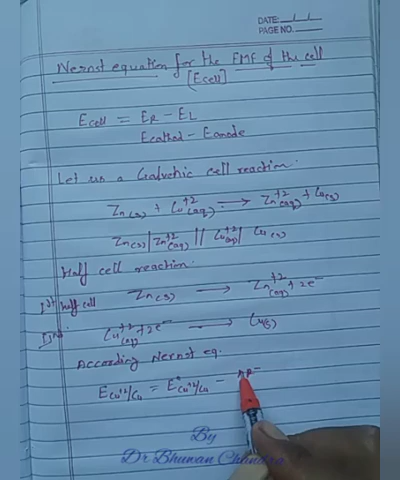 DATE: / /
PAGE NO.
Nernst equation for the EMF of the cell
[Ecell]
Ecell = ER - EL
Ecathod - Eanode
Let us a Galvanic cell reaction.
Zn(s) + Cu+2(aq) → Zn+2(aq) + Cu(s)
Zn(s) | Zn+2(aq) || Cu+2(aq) | Cu(s)
Half cell reaction.
1st half cell Zn(s) → Zn+2(aq) + 2e-
IInd. Cu+2(aq) + 2e- → Cu(s)
According Nernst eq.
ECu+2/Cu = E°Cu+2/Cu -
By
Dr Bhuwan Chandra